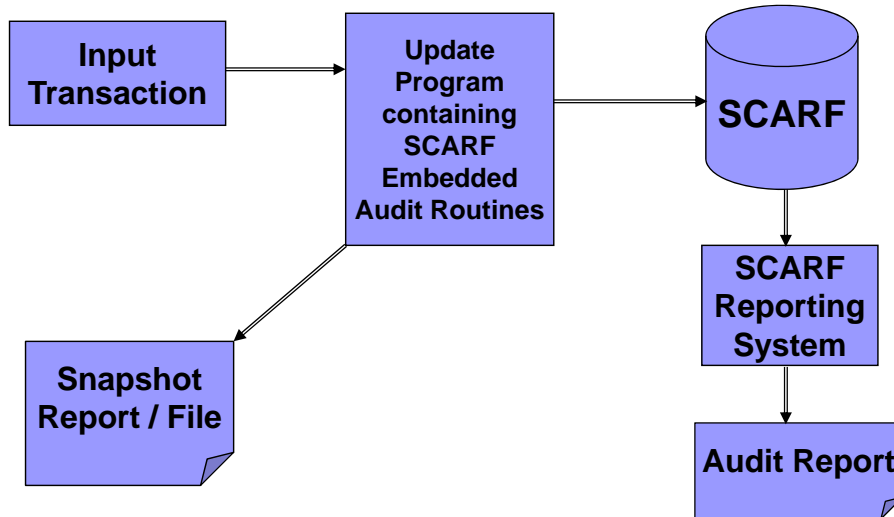 Input
Transaction
Update
Program
containing
SCARF
Embedded
Audit Routines
SCARF
SCARF
Reporting
System
Snapshot
Report / File
Audit Report